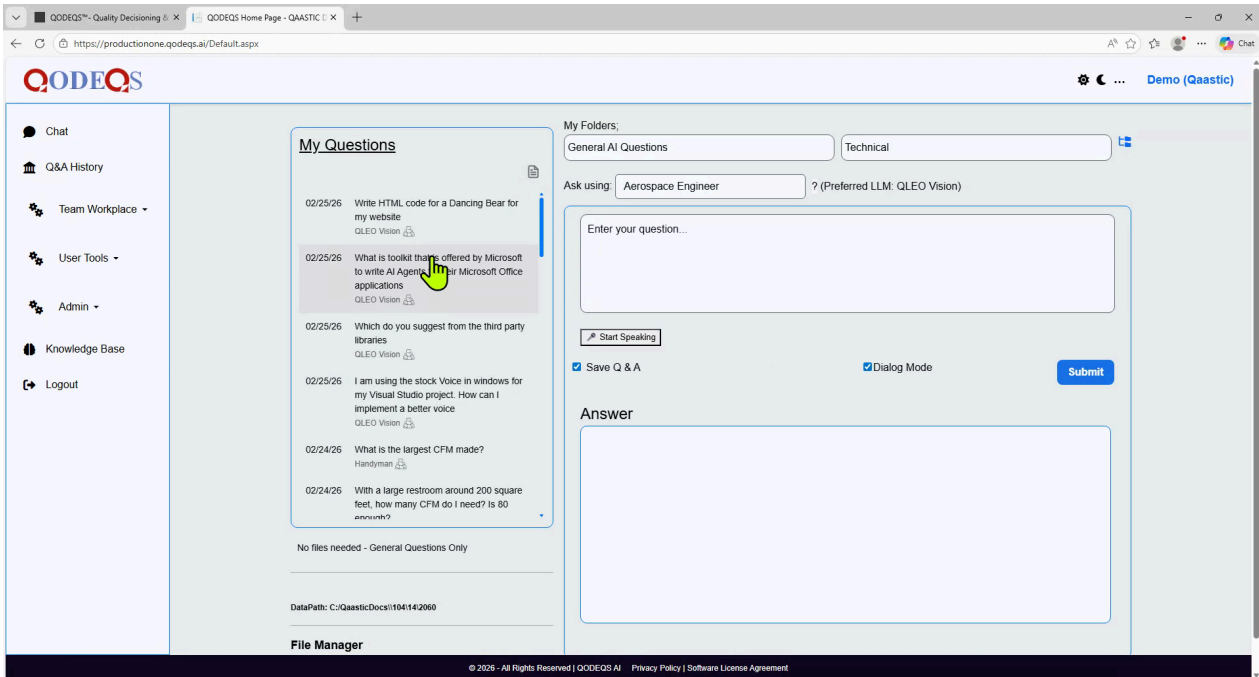 QODEQS™- Quality Decisioning &
QODEQS Home Page - QAASTIC
https://productionone.qodeqs.ai/Default.aspx
Chat
QODEQS
Demo (Qaastic)
Chat
Q&A History
Team Workplace
User Tools
Admin
Knowledge Base
Logout
My Questions
02/25/26 Write HTML code for a Dancing Bear for
my website
QLEO Vision
02/25/26 What is toolkit that is offered by Microsoft
to write AI Agents Microsoft Office
applications
QLEO Vision
02/25/26 Which do you suggest from the third party
libraries
QLEO Vision
02/25/26 I am using the stock Voice in windows for
my Visual Studio project. How can I
implement a better voice
QLEO Vision
02/24/26 What is the largest CFM made?
Handyman
02/24/26 With a large restroom around 200 square
feet, how many CFM do I need? Is 80
enough?
No files needed - General Questions Only
DataPath: C:/QaasticDocs\\104\14\2060
File Manager
My Folders;
General AI Questions Technical
Ask using: Aerospace Engineer ? (Preferred LLM: QLEO Vision)
Enter your question...
Start Speaking
Save Q & A Dialog Mode
Submit
Answer
© 2026 - All Rights Reserved | QODEQS AI Privacy Policy | Software License Agreement